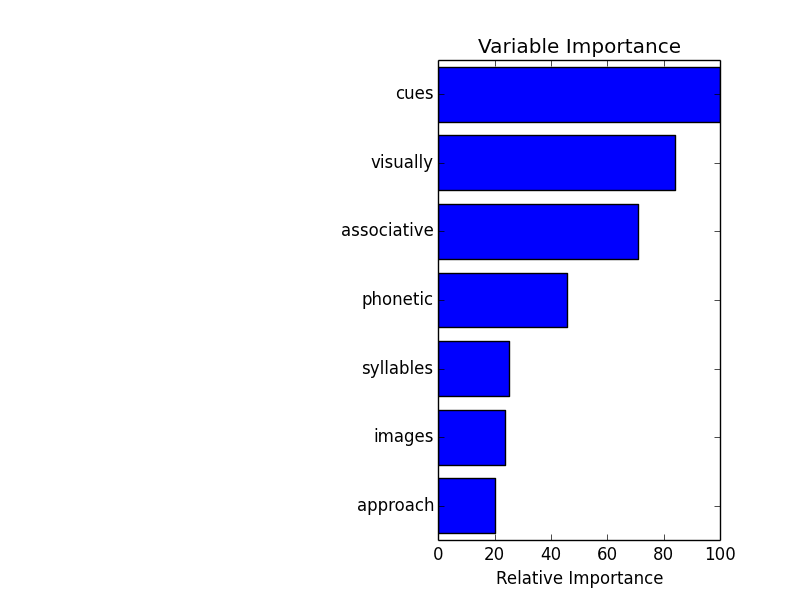 Variable Importance
cues
visually
associative
phonetic
syllables
images
approach
0 20 40 60 80 100
Relative Importance